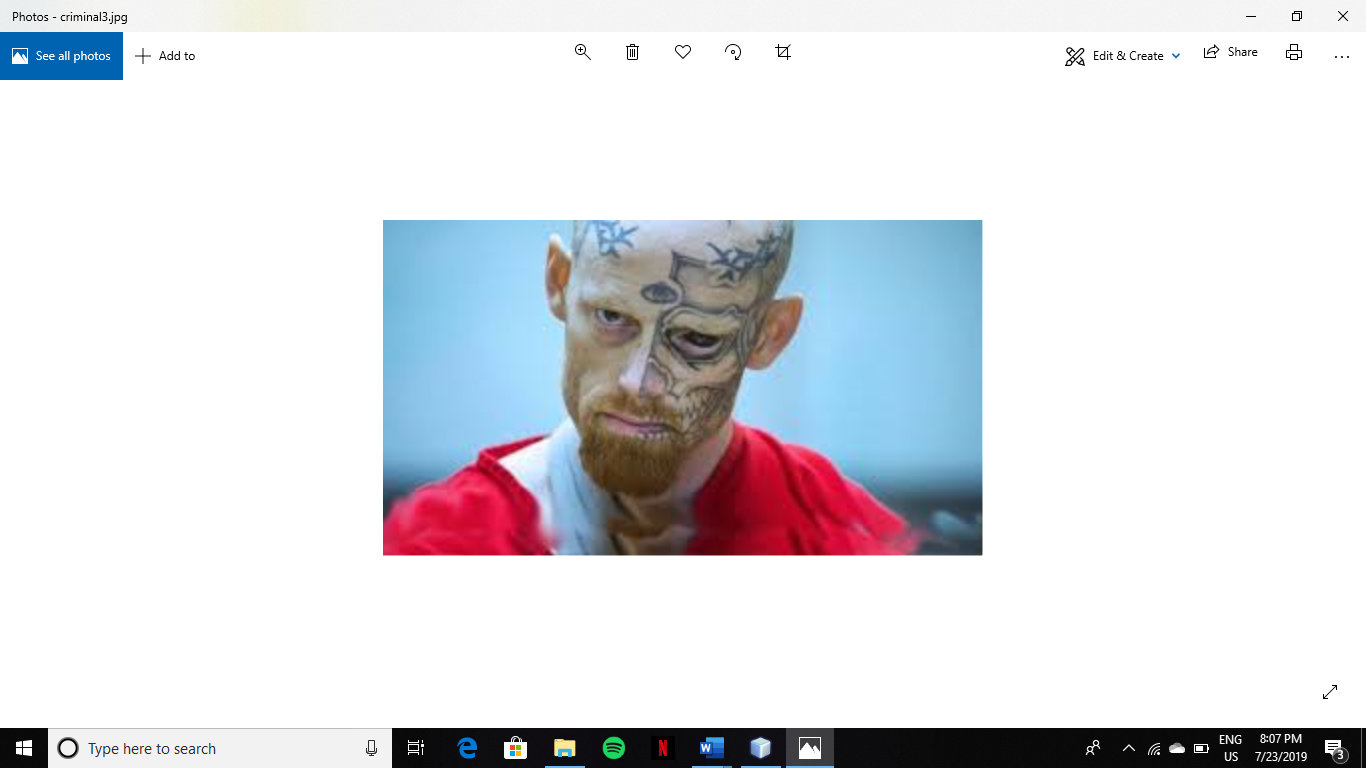 Photos - criminal3.jpg
See all photos
Add to
Edit & Create
Share
Type here to search
N
W
ENG
US
8:07 PM
7/23/2019
3